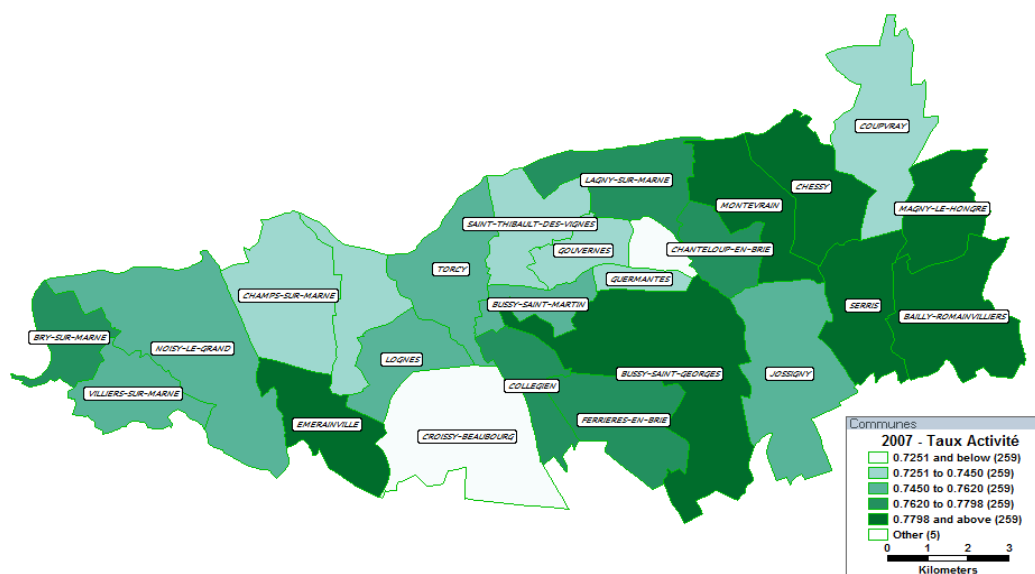 COUPVRAY
LAGNY-SUR-MARNE
CHESSY
MONTEVRAIN
MAGNY-LE-HONGRE
SAINT-THIBAULT-DES-VIGNES
GOUVERNES
CHANTELOUP-EN-BRIE
TORCY
GUERMANTES
CHAMPS-SUR-MARNE
BUSSY-SAINT-MARTIN
SERRIS
BAILLY-ROMAINVILLIERS
BRY-SUR-MARNE
NOISY-LE-GRAND
LOGNES
BUSSY-SAINT-GEORGES
JOSSIGNY
COLLEGIEN
VILLIERS-SUR-MARNE
FERRIERES-EN-BRIE
EMERAINVILLE
CROISSY-BEAUBOURG
Communes
2007 - Taux Activité
0.7251 and below (259)
0.7251 to 0.7450 (259)
0.7450 to 0.7620 (259)
0.7620 to 0.7798 (259)
0.7798 and above (259)
Other (5)
0 1 2 3
Kilometers